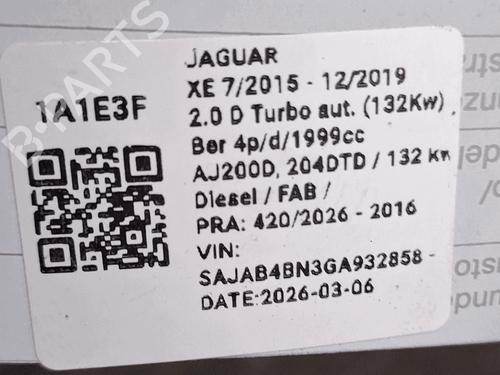 JAGUAR
XE 7/2015 - 12/2019
1A1E3F
2.0 D Turbo aut. (132Kw)
Ber 4p/d/1999cc
AJ200D, 204DTD / 132 Kw
Diesel / FAB /
PRA: 420/2026 - 2016
VIN:
SAJAB4BN3GA932858 -
DATE:2026-03-06
B-PARTS